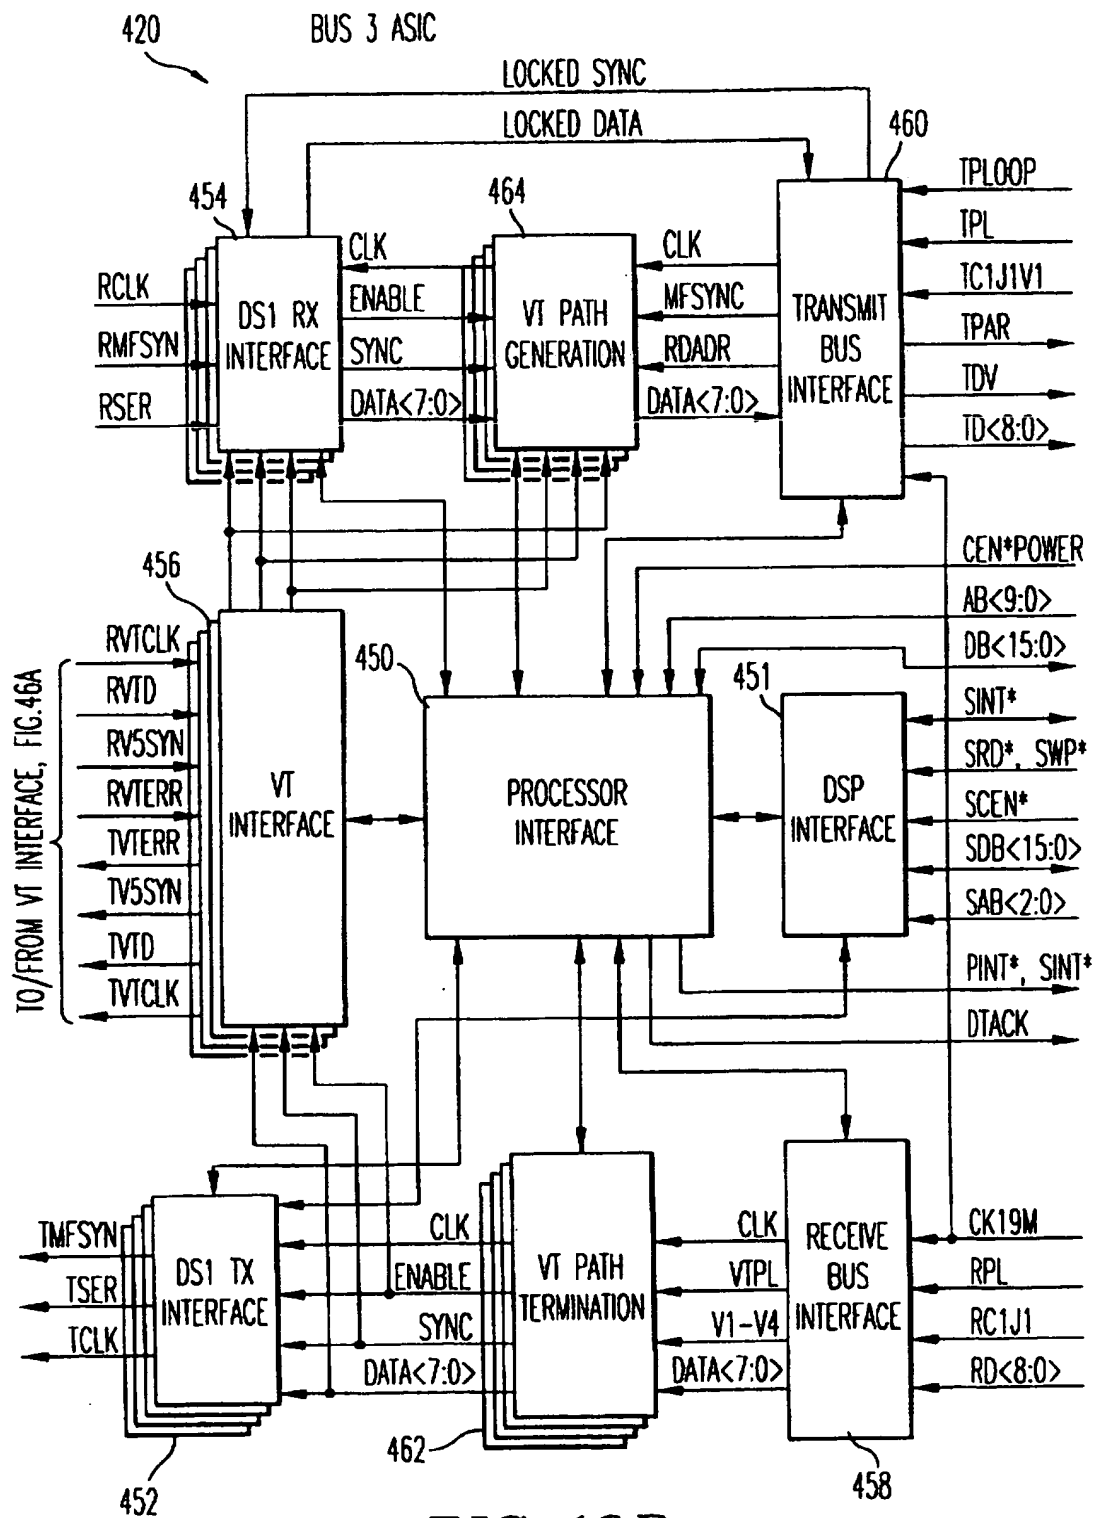 420
BUS 3 ASIC
LOCKED SYNC
LOCKED DATA
460
454
464
TPLOOP
TPL
TC1J1V1
TPAR
TDV
TD<8:0>
RCLK
RMFSYN
RSER
DS1 RX
INTERFACE
CLK
ENABLE
SYNC
DATA<7:0>
VT PATH
GENERATION
CLK
MFSYNC
RDADR
DATA<7:0>
TRANSMIT
BUS
INTERFACE
456
CEN*POWER
AB<9:0>
DB<15:0>
450
451
TO/FROM VT INTERFACE, FIG.46A
RVTCLK
RVTD
RV5SYN
RVTERR
TVTERR
TV5SYN
TVTD
TVTCLK
VT
INTERFACE
PROCESSOR
INTERFACE
DSP
INTERFACE
SINT*
SRD*, SWP*
SCEN*
SDB<15:0>
SAB<2:0>
PINT*, SINT*
DTACK
TMFSYN
TSER
TCLK
DS1 TX
INTERFACE
CLK
ENABLE
SYNC
DATA<7:0>
VT PATH
TERMINATION
CLK
VTPL
V1-V4
DATA<7:0>
RECEIVE
BUS
INTERFACE
CK19M
RPL
RC1J1
RD<8:0>
452
462
458